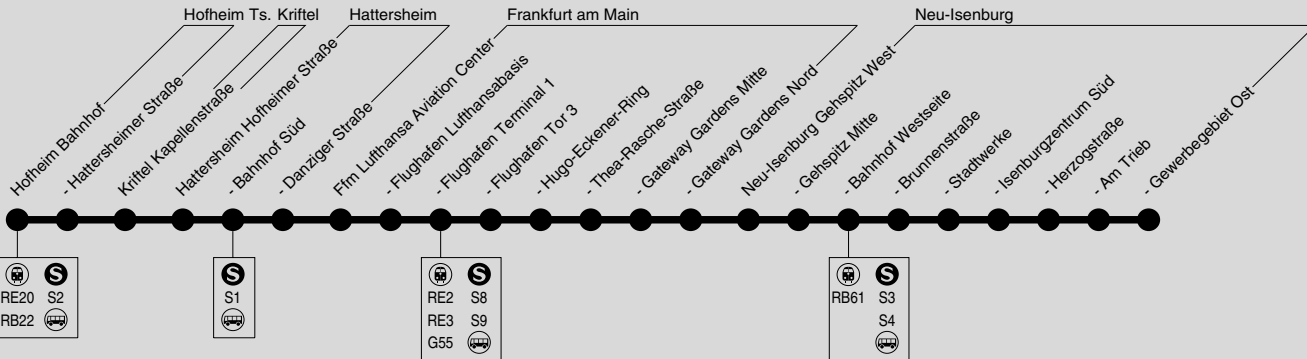 Hofheim Ts. Kriftel Hattersheim Frankfurt am Main Neu-Isenburg
Hofheim Bahnhof
- Hattersheimer Straße
Kriftel Kapellenstraße
Hattersheim Hofheimer Straße
- Bahnhof Süd
- Danziger Straße
Ffm Lufthansa Aviation Center
- Flughafen Lufthansabasis
- Flughafen Terminal 1
- Flughafen Tor 3
- Hugo-Eckener-Ring
- Thea-Rasche-Straße
- Gateway Gardens Mitte
- Gateway Gardens Nord
Neu-Isenburg Gehspitz West
- Gehspitz Mitte
- Bahnhof Westseite
- Brunnenstraße
- Stadtwerke
- Isenburgzentrum Süd
- Herzogstraße
- Am Trieb
- Gewerbegebiet Ost
S
RE20 S2
RB22
S
S1
S
RE2 S8
RE3 S9
G55
S
RB61 S3
S4